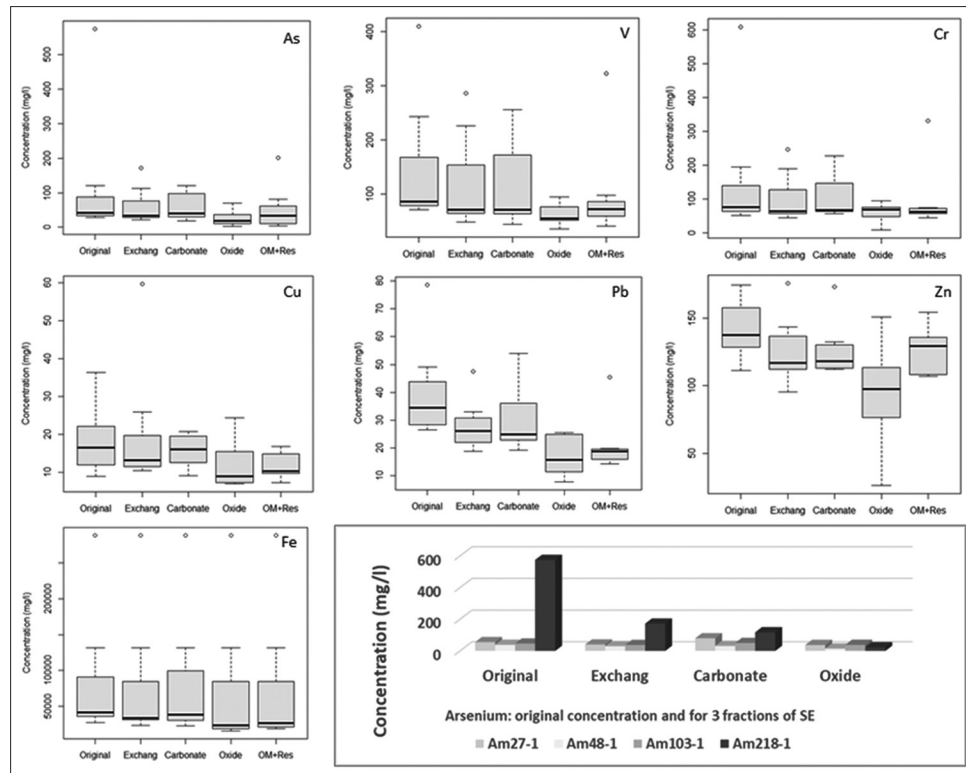 As
Concentration (mg/l)
0 100 200 300 400 500
Original Exchang Carbonate Oxide OM+Res
V
Concentration (mg/l)
100 200 300 400
Original Exchang Carbonate Oxide OM+Res
Cr
Concentration (mg/l)
0 100 200 300 400 500 600
Original Exchang Carbonate Oxide OM+Res
Cu
Concentration (mg/l)
10 20 30 40 50 60
Original Exchang Carbonate Oxide OM+Res
Pb
Concentration (mg/l)
10 20 30 40 50 60 70 80
Original Exchang Carbonate Oxide OM+Res
Zn
Concentration (mg/l)
50 100 150
Original Exchang Carbonate Oxide OM+Res
Fe
Concentration (mg/l)
50000 100000 200000
Original Exchang Carbonate Oxide OM+Res
Concentration (mg/l)
600
400
200
0
Original Exchang Carbonate Oxide
Arsenium: original concentration and for 3 fractions of SE
Am27-1 Am48-1 Am103-1 Am218-1